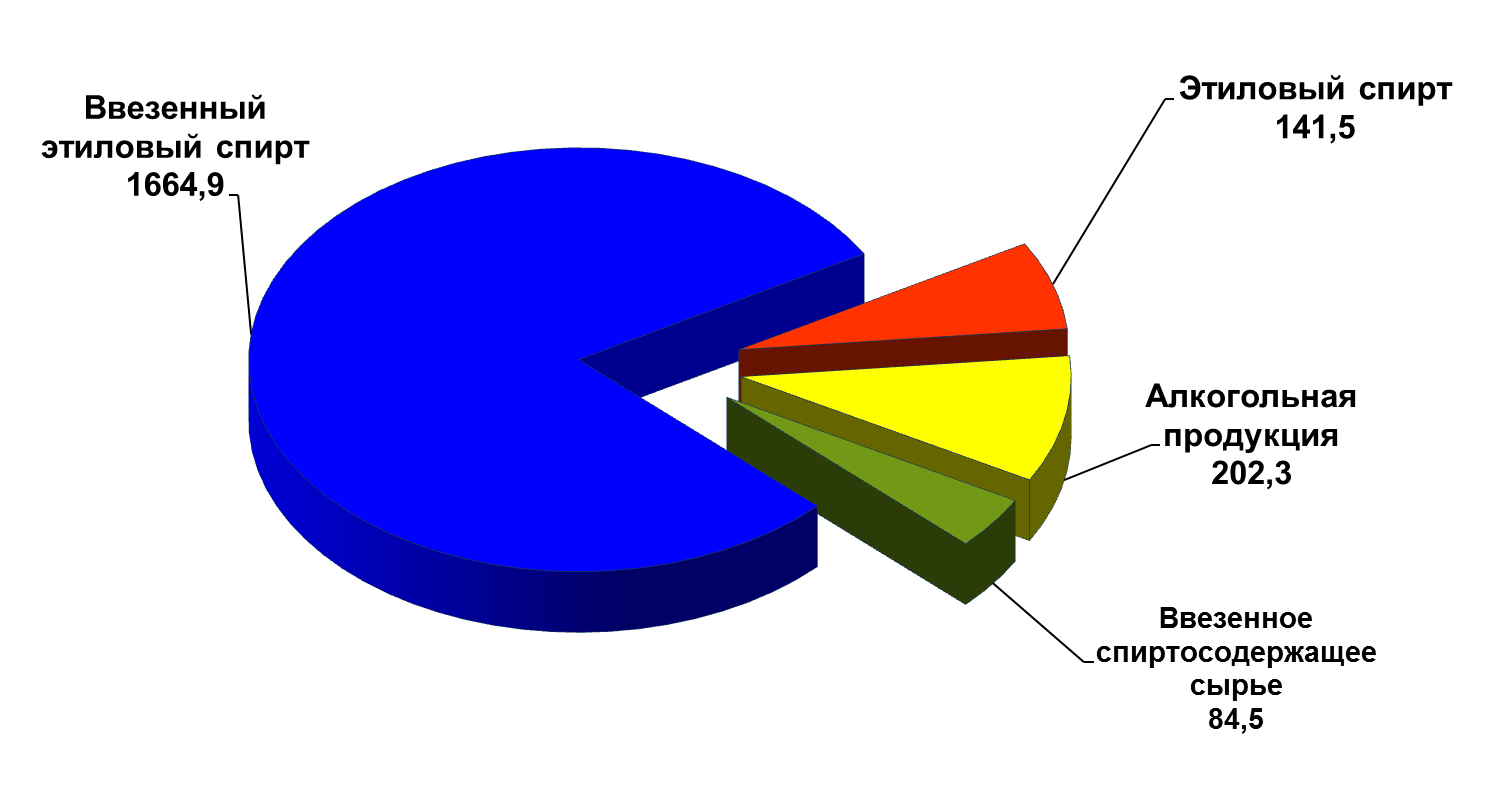 Ввезенный
этиловый спирт
1664,9
Этиловый спирт
141,5
Алкогольная
продукция
202,3
Ввезенное
спиртосодержащее
сырье
84,5